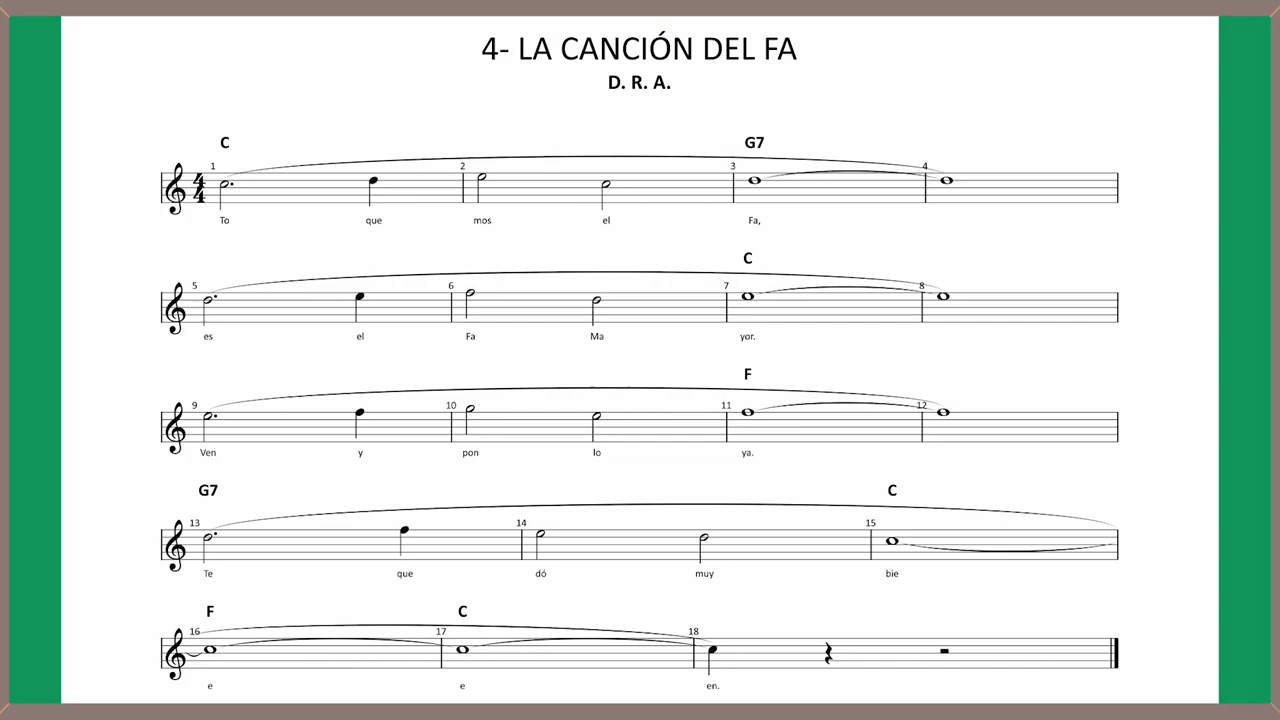 4- LA CANCIÓN DEL FA
D. R. A.
C G7
1 2 3 4
4
4
To que mos el Fa,
C
5 6 7 8
es el Fa Ma yor.
F
9 10 11 12
Ven y pon lo ya.
G7 C
13 14 15
Te que dó muy bie
F C
16 17 18
e e en.